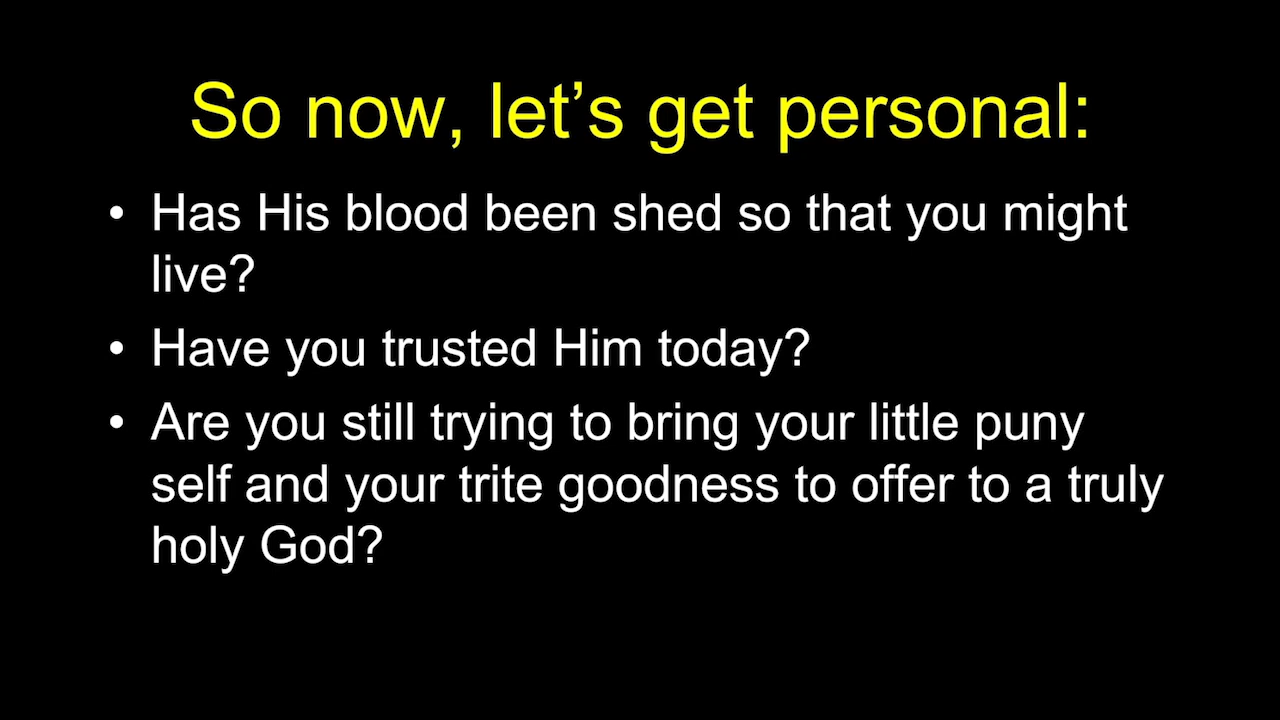 So now, let’s get personal:
• Has His blood been shed so that you might
live?
• Have you trusted Him today?
• Are you still trying to bring your little puny
self and your trite goodness to offer to a truly
holy God?